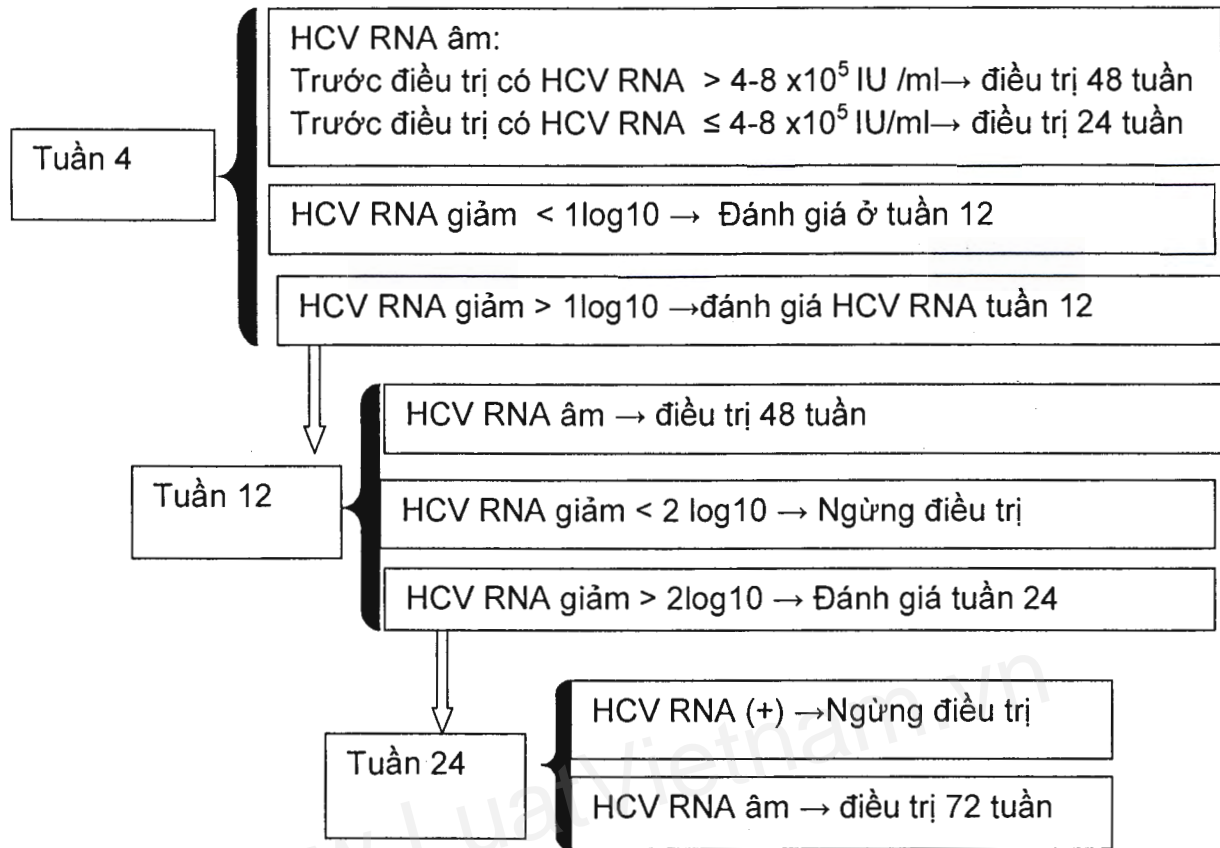 HCV RNA âm:
Trước điều trị có HCV RNA > 4-8 x10⁵ IU /ml→ điều trị 48 tuần
Trước điều trị có HCV RNA ≤ 4-8 x10⁵ IU/ml→ điều trị 24 tuần
Tuần 4
HCV RNA giảm < 1log10 → Đánh giá ở tuần 12
HCV RNA giảm > 1log10 →đánh giá HCV RNA tuần 12
HCV RNA âm → điều trị 48 tuần
Tuần 12
HCV RNA giảm < 2 log10 → Ngừng điều trị
HCV RNA giảm > 2log10 → Đánh giá tuần 24
HCV RNA (+) →Ngừng điều trị
Tuần 24
HCV RNA âm → điều trị 72 tuần
LuatVietnam.vn